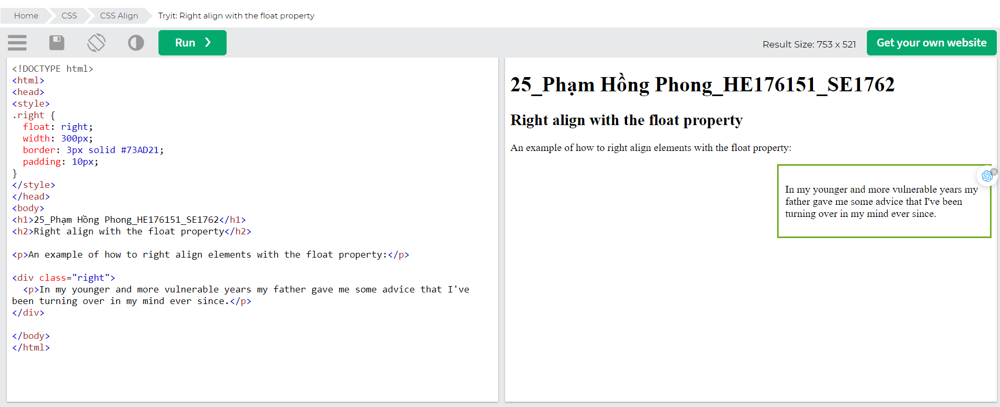 Home CSS CSS Align Tryit: Right align with the float property
Run ❯ Result Size: 753 x 521 Get your own website
<!DOCTYPE html>
<html>
<head>
<style>
.right {
  float: right;
  width: 300px;
  border: 3px solid #73AD21;
  padding: 10px;
}
</style>
</head>
<body>
<h1>25_Phạm Hồng Phong_HE176151_SE1762</h1>
<h2>Right align with the float property</h2>

<p>An example of how to right align elements with the float property:</p>

<div class="right">
  <p>In my younger and more vulnerable years my father gave me some advice that I've
been turning over in my mind ever since.</p>
</div>

</body>
</html>
25_Phạm Hồng Phong_HE176151_SE1762
Right align with the float property
An example of how to right align elements with the float property:
In my younger and more vulnerable years my
father gave me some advice that I've been
turning over in my mind ever since.